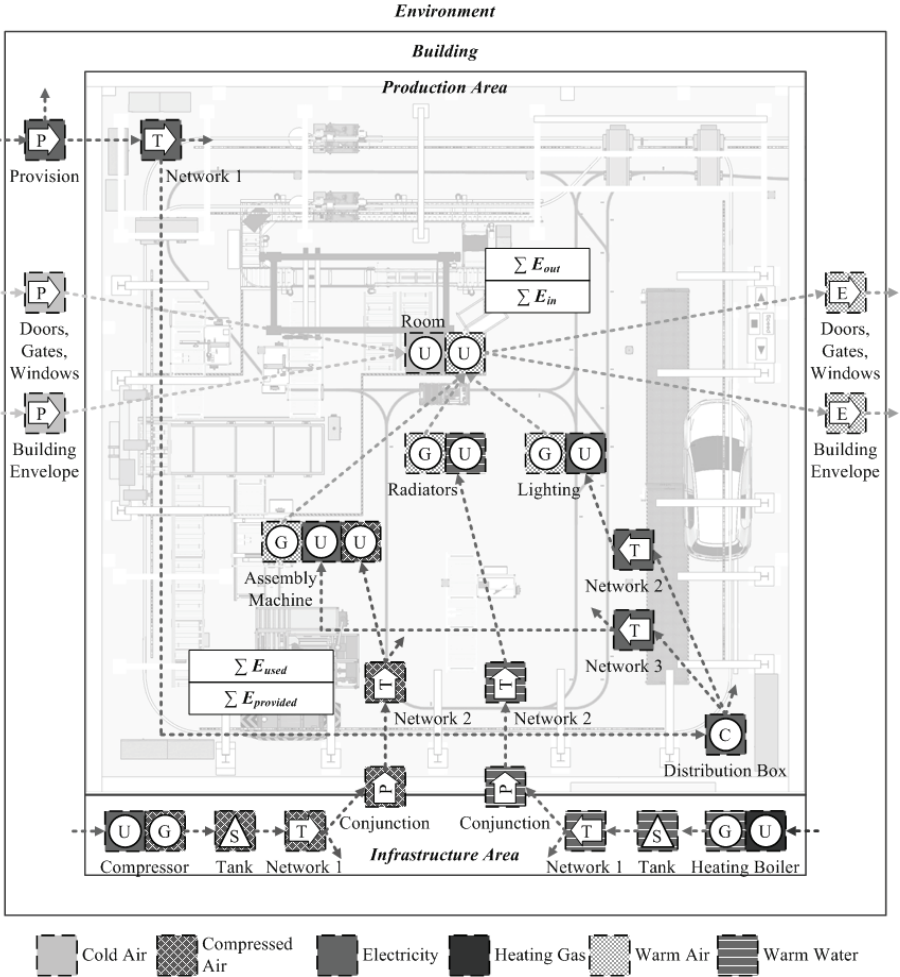 Environment
Building
Production Area
P
T
Provision
Network 1
∑ E_out
∑ E_in
P
E
Doors,
Gates,
Windows
Room
U
U
Doors,
Gates,
Windows
P
E
Building
Envelope
Building
Envelope
G
U
Radiators
G
U
Lighting
G
U
U
Assembly
Machine
T
Network 2
T
Network 3
∑ E_used
∑ E_provided
T
Network 2
T
Network 2
C
Distribution Box
P
Conjunction
P
Conjunction
U
G
Compressor
S
Tank
T
Network 1
Infrastructure Area
T
Network 1
S
Tank
G
U
Heating Boiler
Cold Air
Compressed
Air
Electricity
Heating Gas
Warm Air
Warm Water